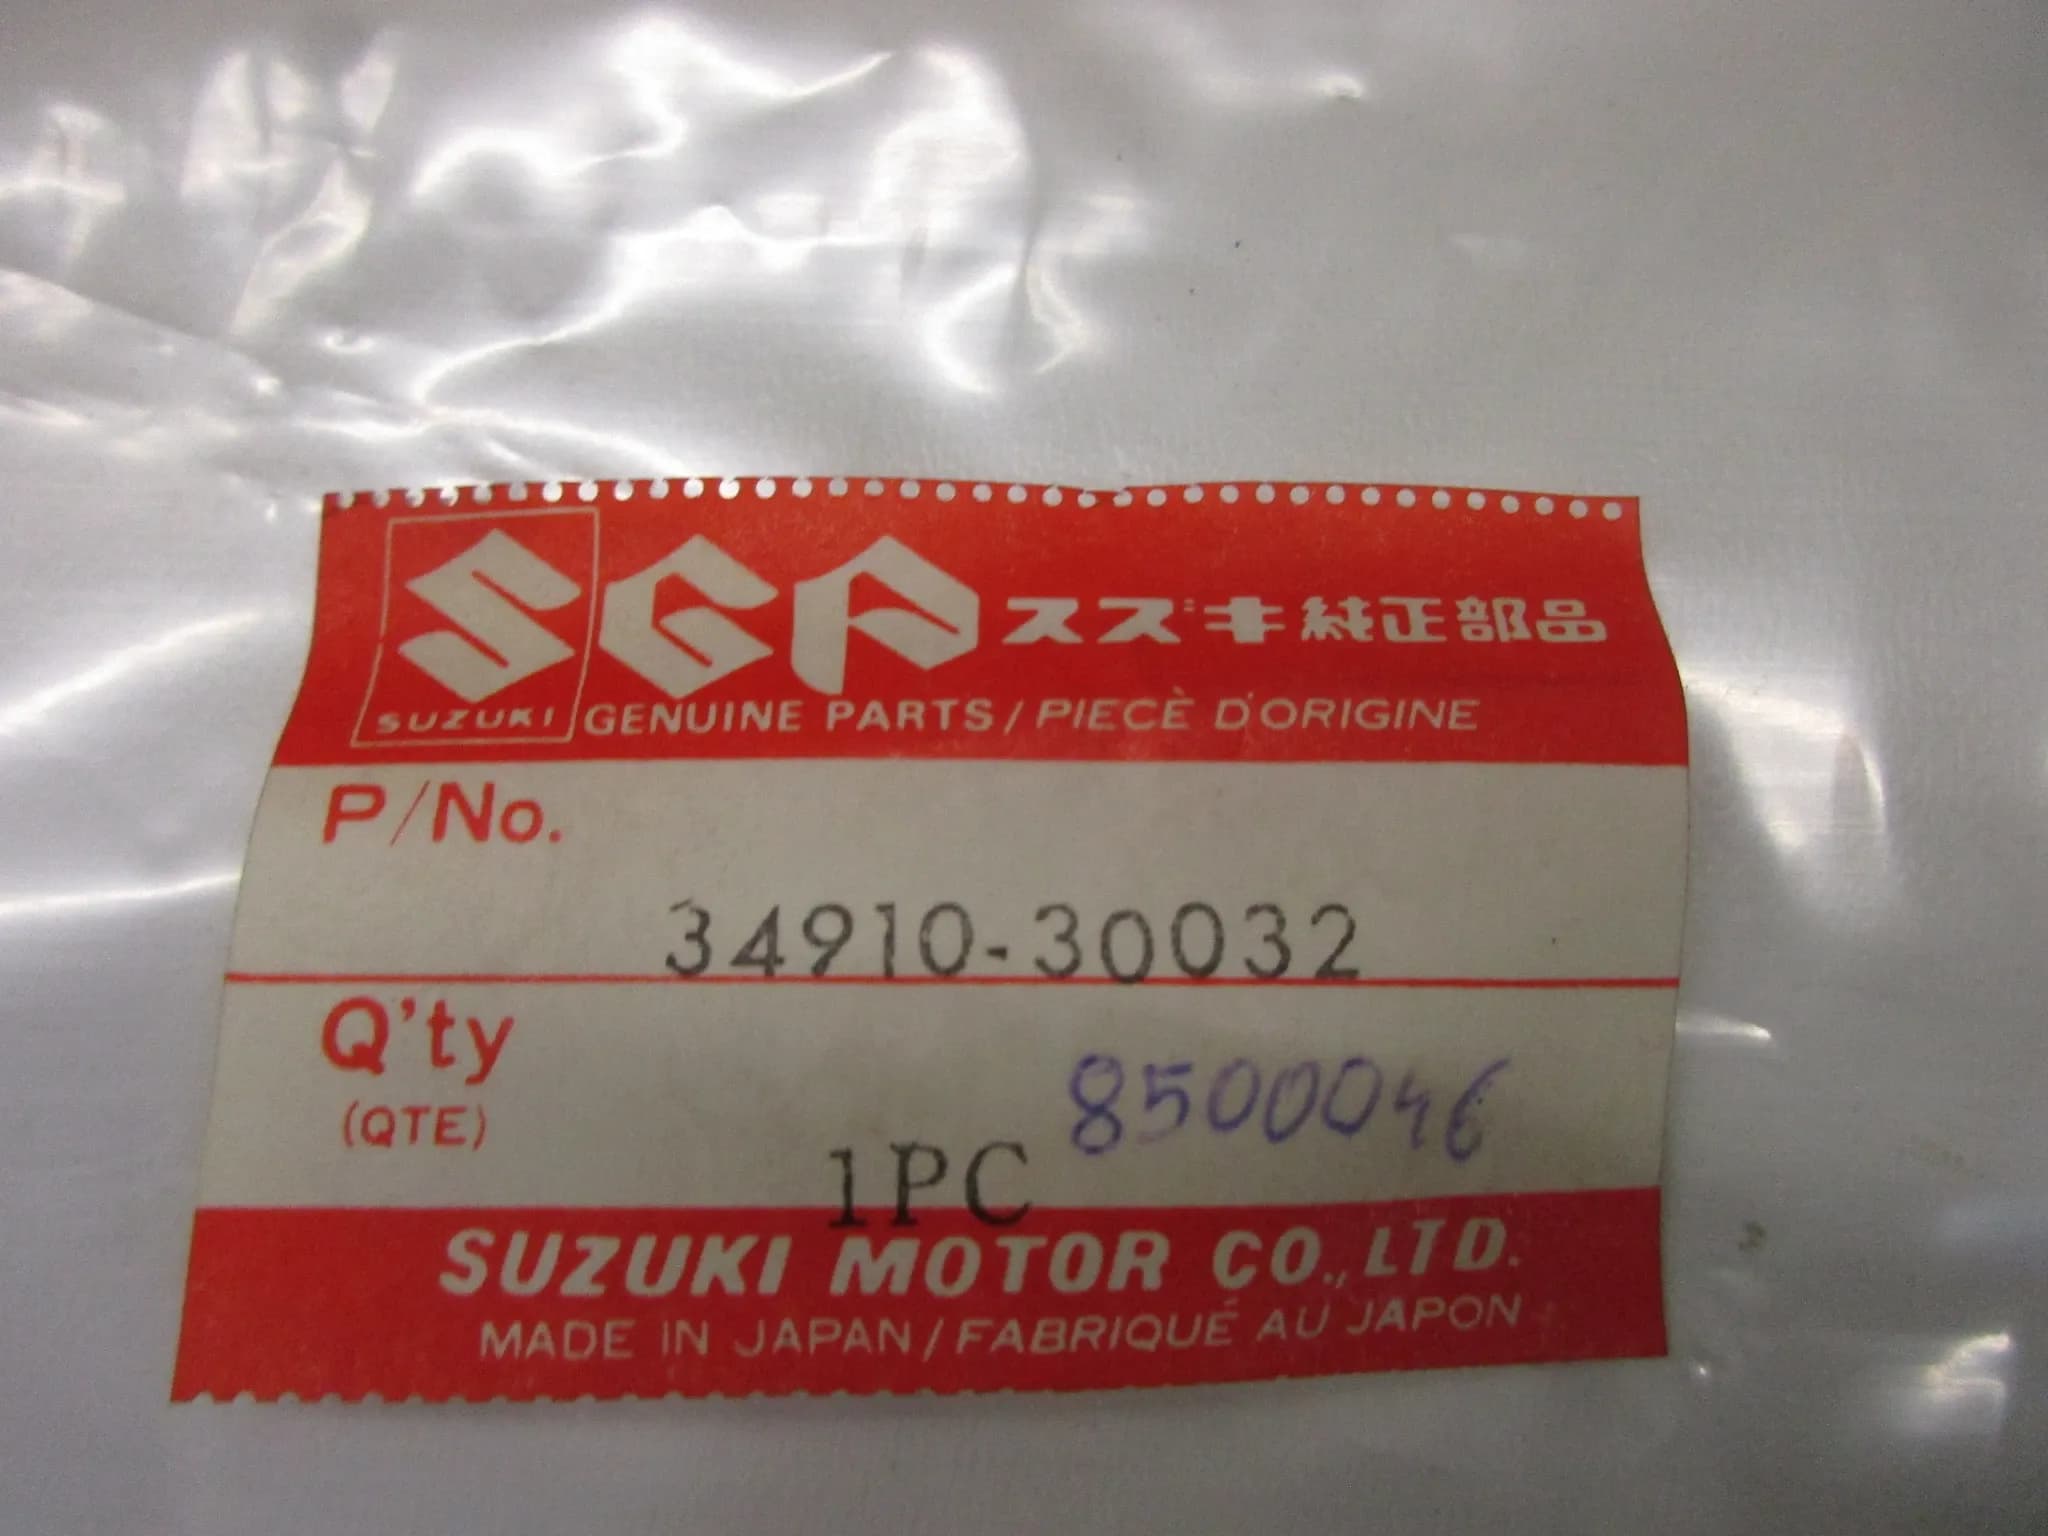 SGP スズキ純正部品
SUZUKI GENUINE PARTS / PIECÈ D'ORIGINE
P/No.
34910-30032
Q'ty
(QTE)
8500046
1PC
SUZUKI MOTOR CO., LTD.
MADE IN JAPAN / FABRIQUÉ AU JAPON